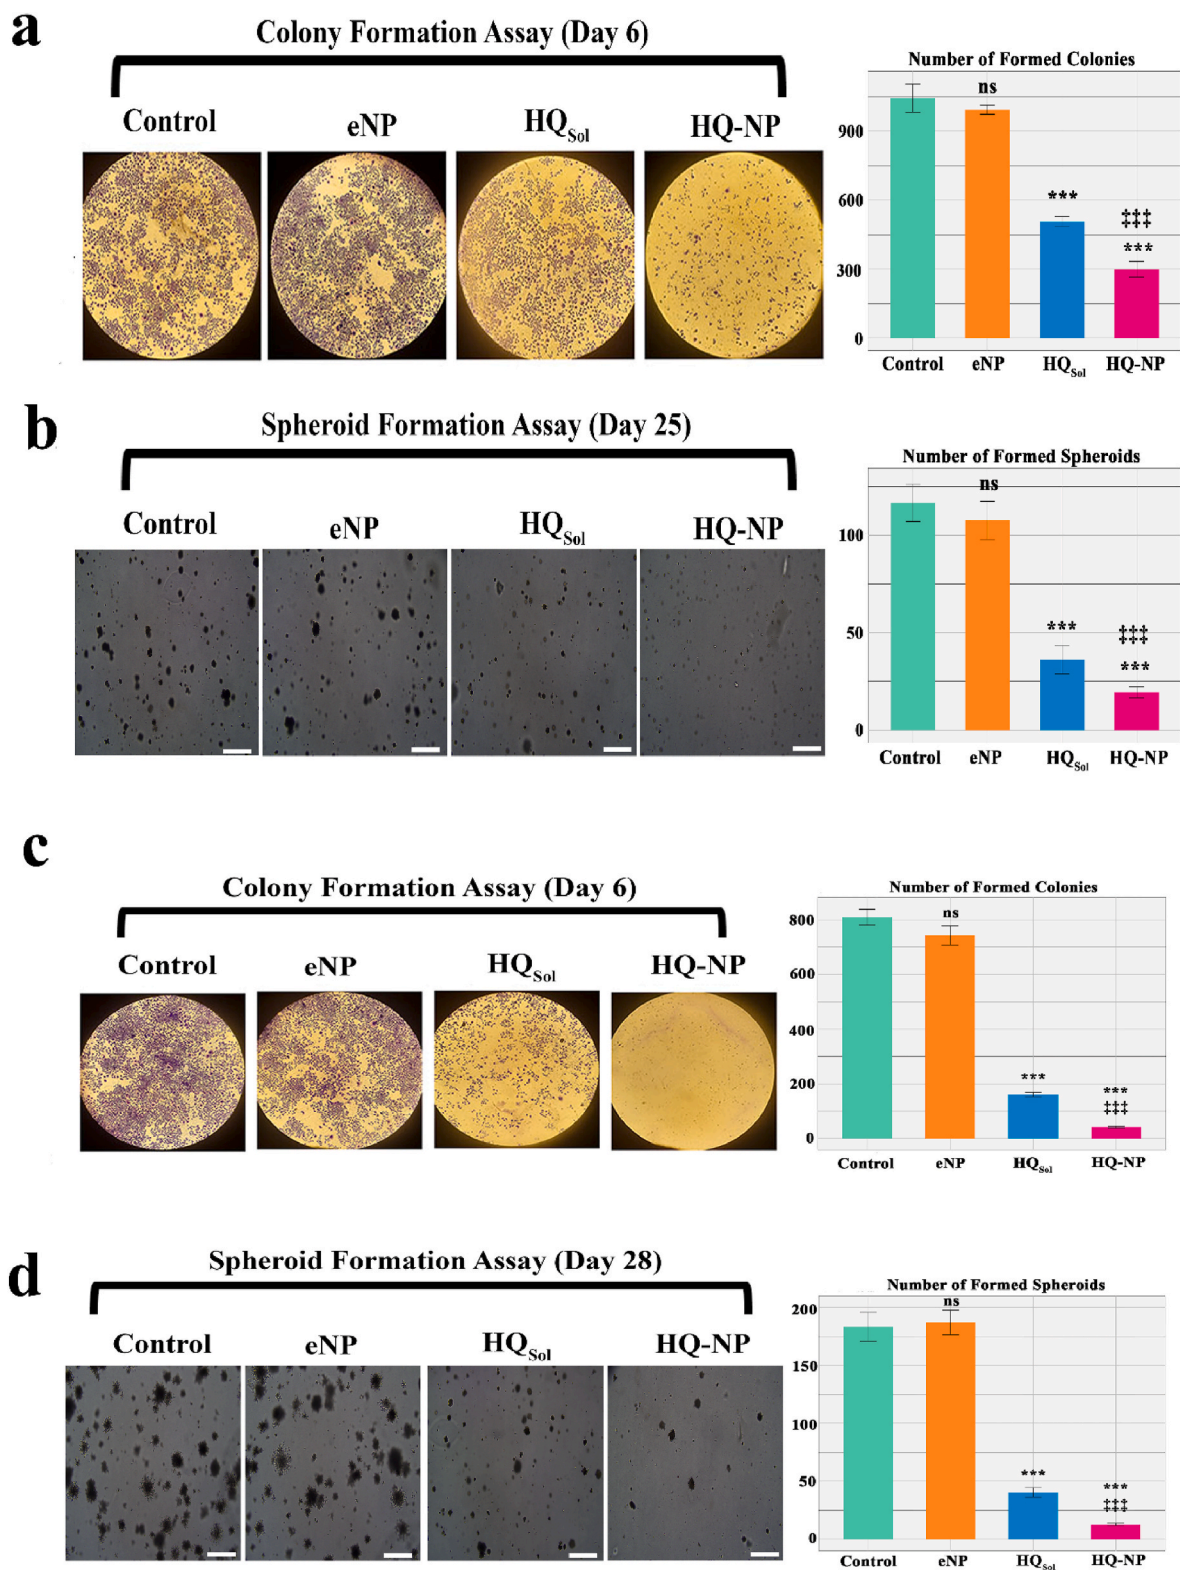 a
Colony Formation Assay (Day 6)
Control eNP HQSol HQ-NP
Number of Formed Colonies
900
600
300
0
ns
***
‡‡‡
‡‡‡
***
Control eNP HQSol HQ-NP
b
Spheroid Formation Assay (Day 25)
Control eNP HQSol HQ-NP
Number of Formed Spheroids
100
50
0
ns
***
‡‡‡
‡‡‡
***
Control eNP HQSol HQ-NP
c
Colony Formation Assay (Day 6)
Control eNP HQSol HQ-NP
Number of Formed Colonies
800
600
400
200
0
ns
***
***
‡‡‡
Control eNP HQSol HQ-NP
d
Spheroid Formation Assay (Day 28)
Control eNP HQSol HQ-NP
Number of Formed Spheroids
200
150
100
50
0
ns
***
***
‡‡‡
Control eNP HQSol HQ-NP